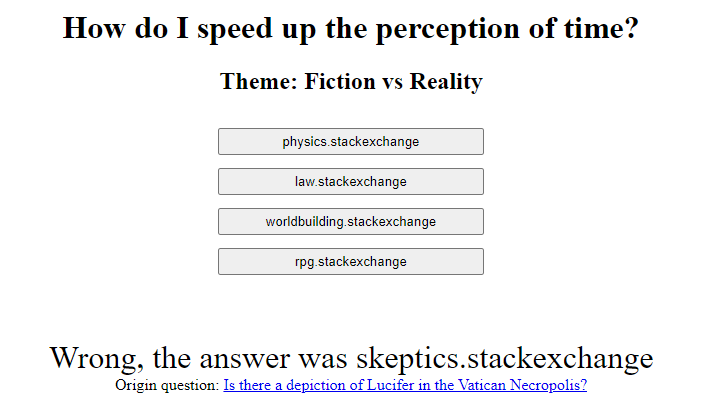 How do I speed up the perception of time?
Theme: Fiction vs Reality
physics.stackexchange
law.stackexchange
worldbuilding.stackexchange
rpg.stackexchange
Wrong, the answer was skeptics.stackexchange
Origin question: Is there a depiction of Lucifer in the Vatican Necropolis?